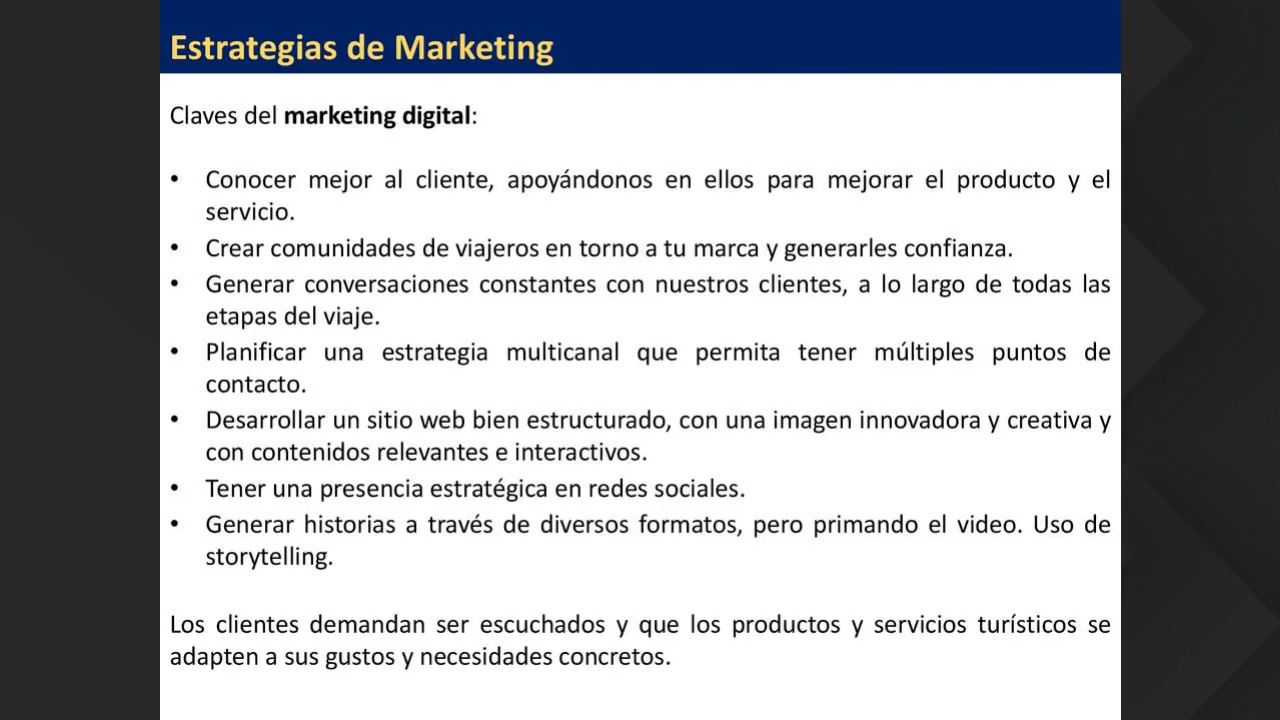 Estrategias de Marketing
Claves del marketing digital:
• Conocer mejor al cliente, apoyándonos en ellos para mejorar el producto y el
servicio.
• Crear comunidades de viajeros en torno a tu marca y generarles confianza.
• Generar conversaciones constantes con nuestros clientes, a lo largo de todas las
etapas del viaje.
• Planificar una estrategia multicanal que permita tener múltiples puntos de
contacto.
• Desarrollar un sitio web bien estructurado, con una imagen innovadora y creativa y
con contenidos relevantes e interactivos.
• Tener una presencia estratégica en redes sociales.
• Generar historias a través de diversos formatos, pero primando el video. Uso de
storytelling.
Los clientes demandan ser escuchados y que los productos y servicios turísticos se
adapten a sus gustos y necesidades concretos.